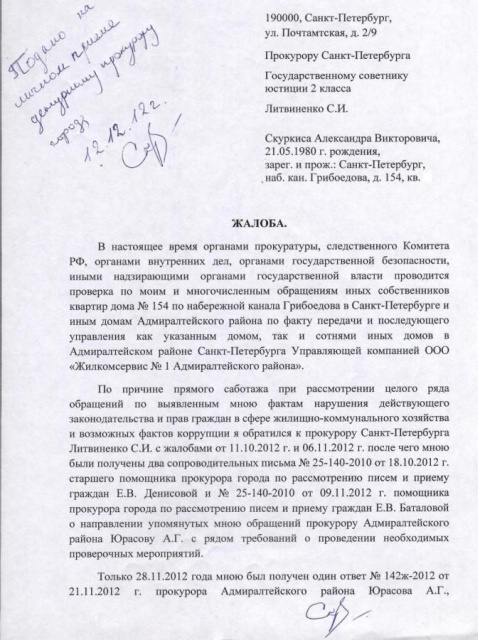 Подано на
личном приеме
дежурному прокурору
города
12.12.12г.
190000, Санкт-Петербург,
ул. Почтамтская, д. 2/9
Прокурору Санкт-Петербурга
Государственному советнику
юстиции 2 класса
Литвиненко С.И.
Скуркиса Александра Викторовича,
21.05.1980 г. рождения,
зарег. и прож.: Санкт-Петербург,
наб. кан. Грибоедова, д. 154, кв.
ЖАЛОБА.
В настоящее время органами прокуратуры, следственного Комитета
РФ, органами внутренних дел, органами государственной безопасности,
иными надзирающими органами государственной власти проводится
проверка по моим и многочисленным обращениям иных собственников
квартир дома № 154 по набережной канала Грибоедова в Санкт-Петербурге и
иным домам Адмиралтейского района по факту передачи и последующего
управления как указанным домом, так и сотнями иных домов в
Адмиралтейском районе Санкт-Петербурга Управляющей компанией ООО
«Жилкомсервис № 1 Адмиралтейского района».
По причине прямого саботажа при рассмотрении целого ряда
обращений по выявленным мною фактам нарушения действующего
законодательства и прав граждан в сфере жилищно-коммунального хозяйства
и возможных фактов коррупции я обратился к прокурору Санкт-Петербурга
Литвиненко С.И. с жалобами от 11.10.2012 г. и 06.11.2012 г. после чего мною
были получены два сопроводительных письма № 25-140-2010 от 18.10.2012 г.
старшего помощника прокурора города по рассмотрению писем и приему
граждан Е.В. Денисовой и № 25-140-2010 от 09.11.2012 г. помощника
прокурора города по рассмотрению писем и приему граждан Е.В. Баталовой
о направлении упомянутых мною обращений прокурору Адмиралтейского
района Юрасову А.Г. с рядом требований о проведении необходимых
проверочных мероприятий.
Только 28.11.2012 года мною был получен один ответ № 142ж-2012 от
21.11.2012 г. прокурора Адмиралтейского района Юрасова А.Г.,